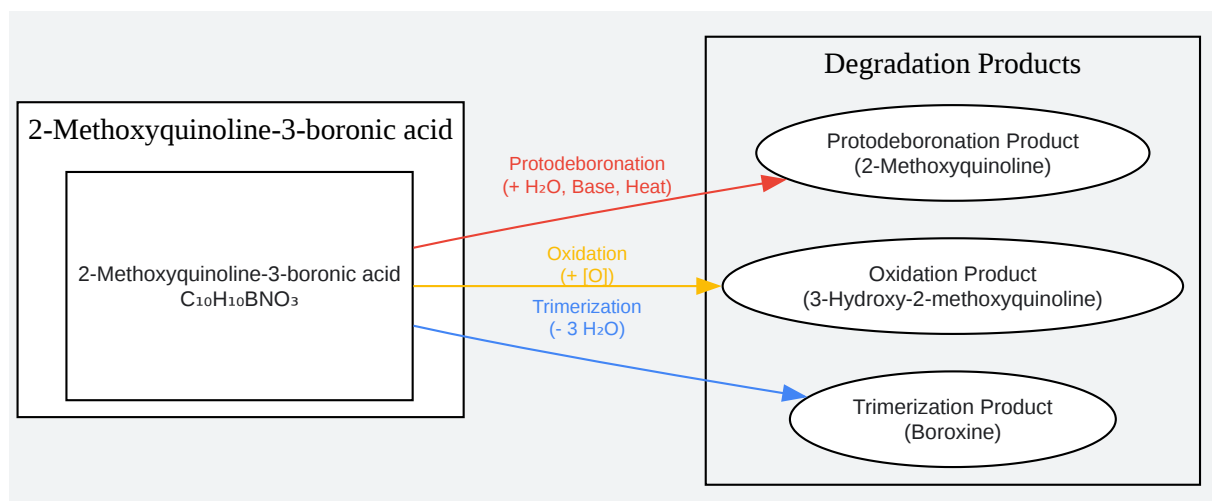 2-Methoxyquinoline-3-boronic acid
2-Methoxyquinoline-3-boronic acid
C₁₀H₁₀BNO₃
Protodeboronation
(+ H₂O, Base, Heat)
Oxidation
(+ [O])
Trimerization
(- 3 H₂O)
Degradation Products
Protodeboronation Product
(2-Methoxyquinoline)
Oxidation Product
(3-Hydroxy-2-methoxyquinoline)
Trimerization Product
(Boroxine)